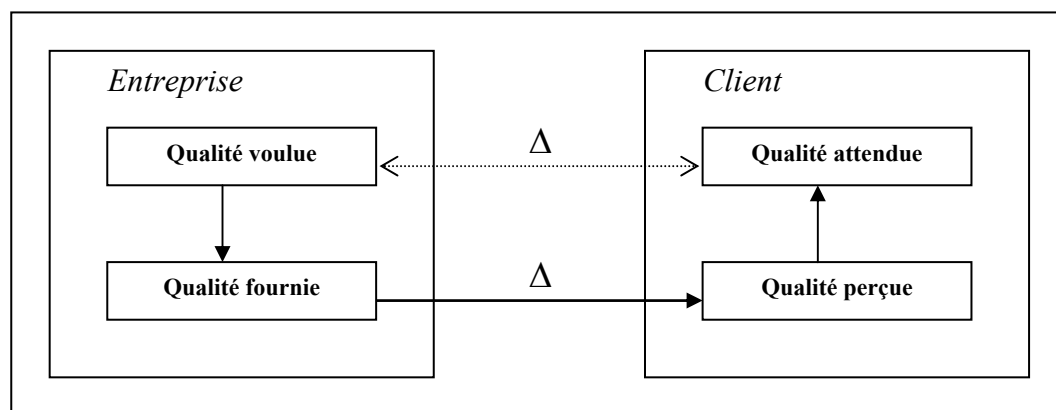 Entreprise
Client
Qualité voulue
Δ
Qualité attendue
Qualité fournie
Δ
Qualité perçue